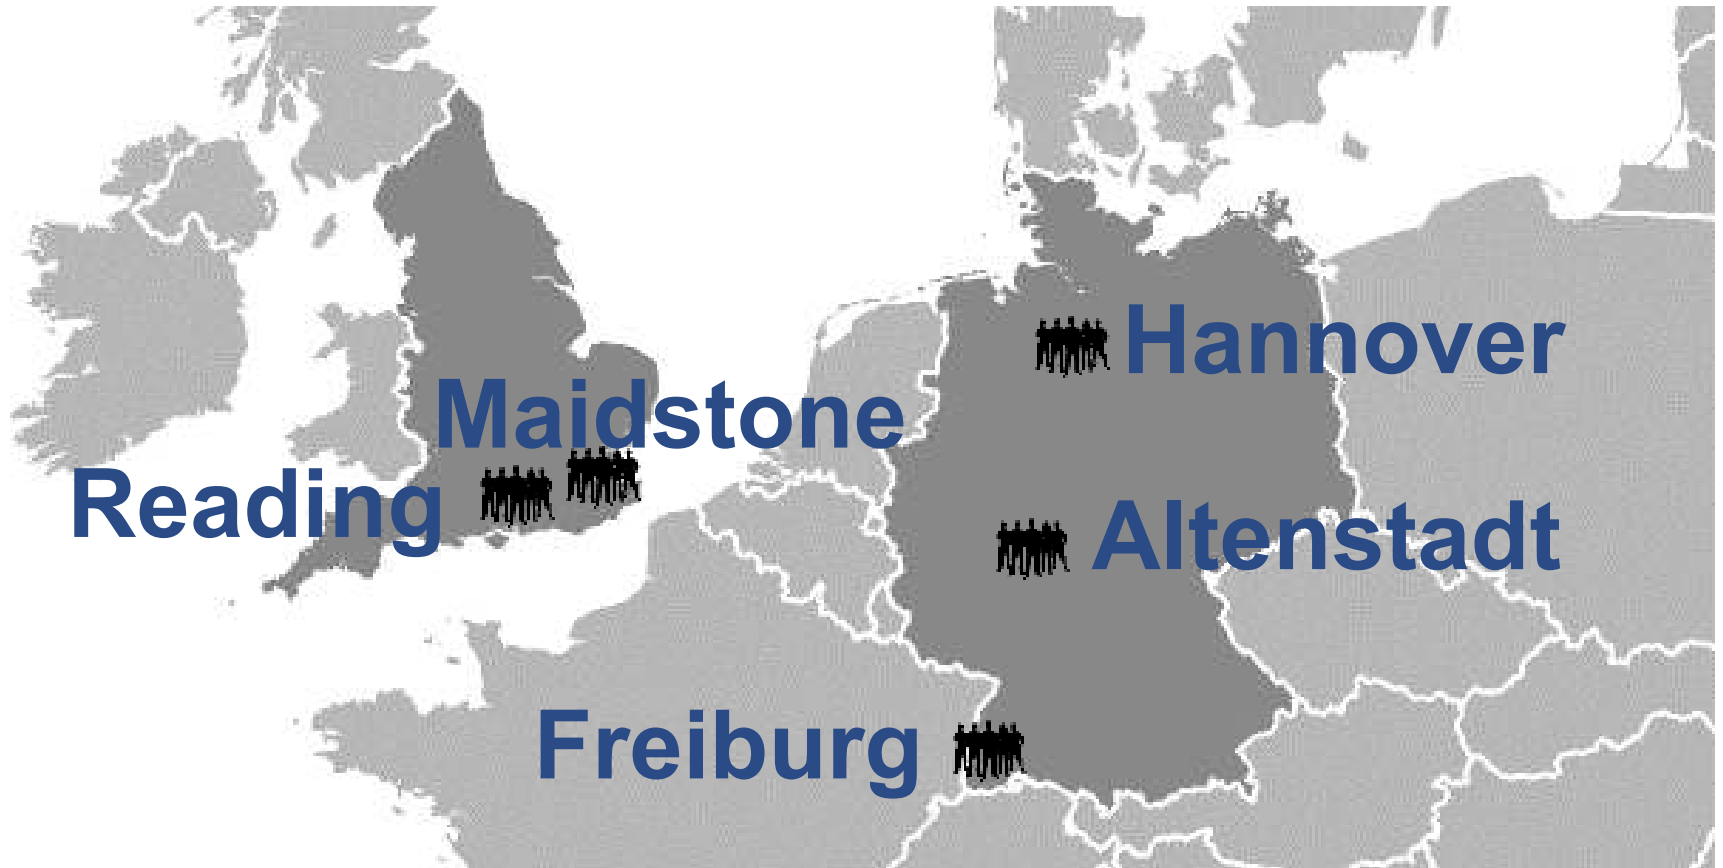 Hannover
Maidstone
Reading
Altenstadt
Freiburg